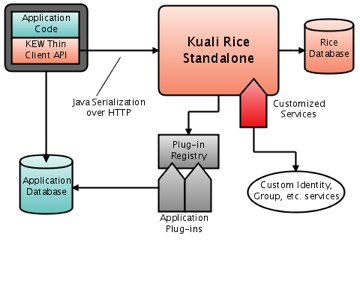 Application
Code
KEW Thin
Client API
Kuali Rice
Standalone
Rice
Database
Java Serialization
over HTTP
Customized
Services
Plug-in
Registry
Application
Database
Custom Identity,
Group, etc. services
Application
Plug-ins